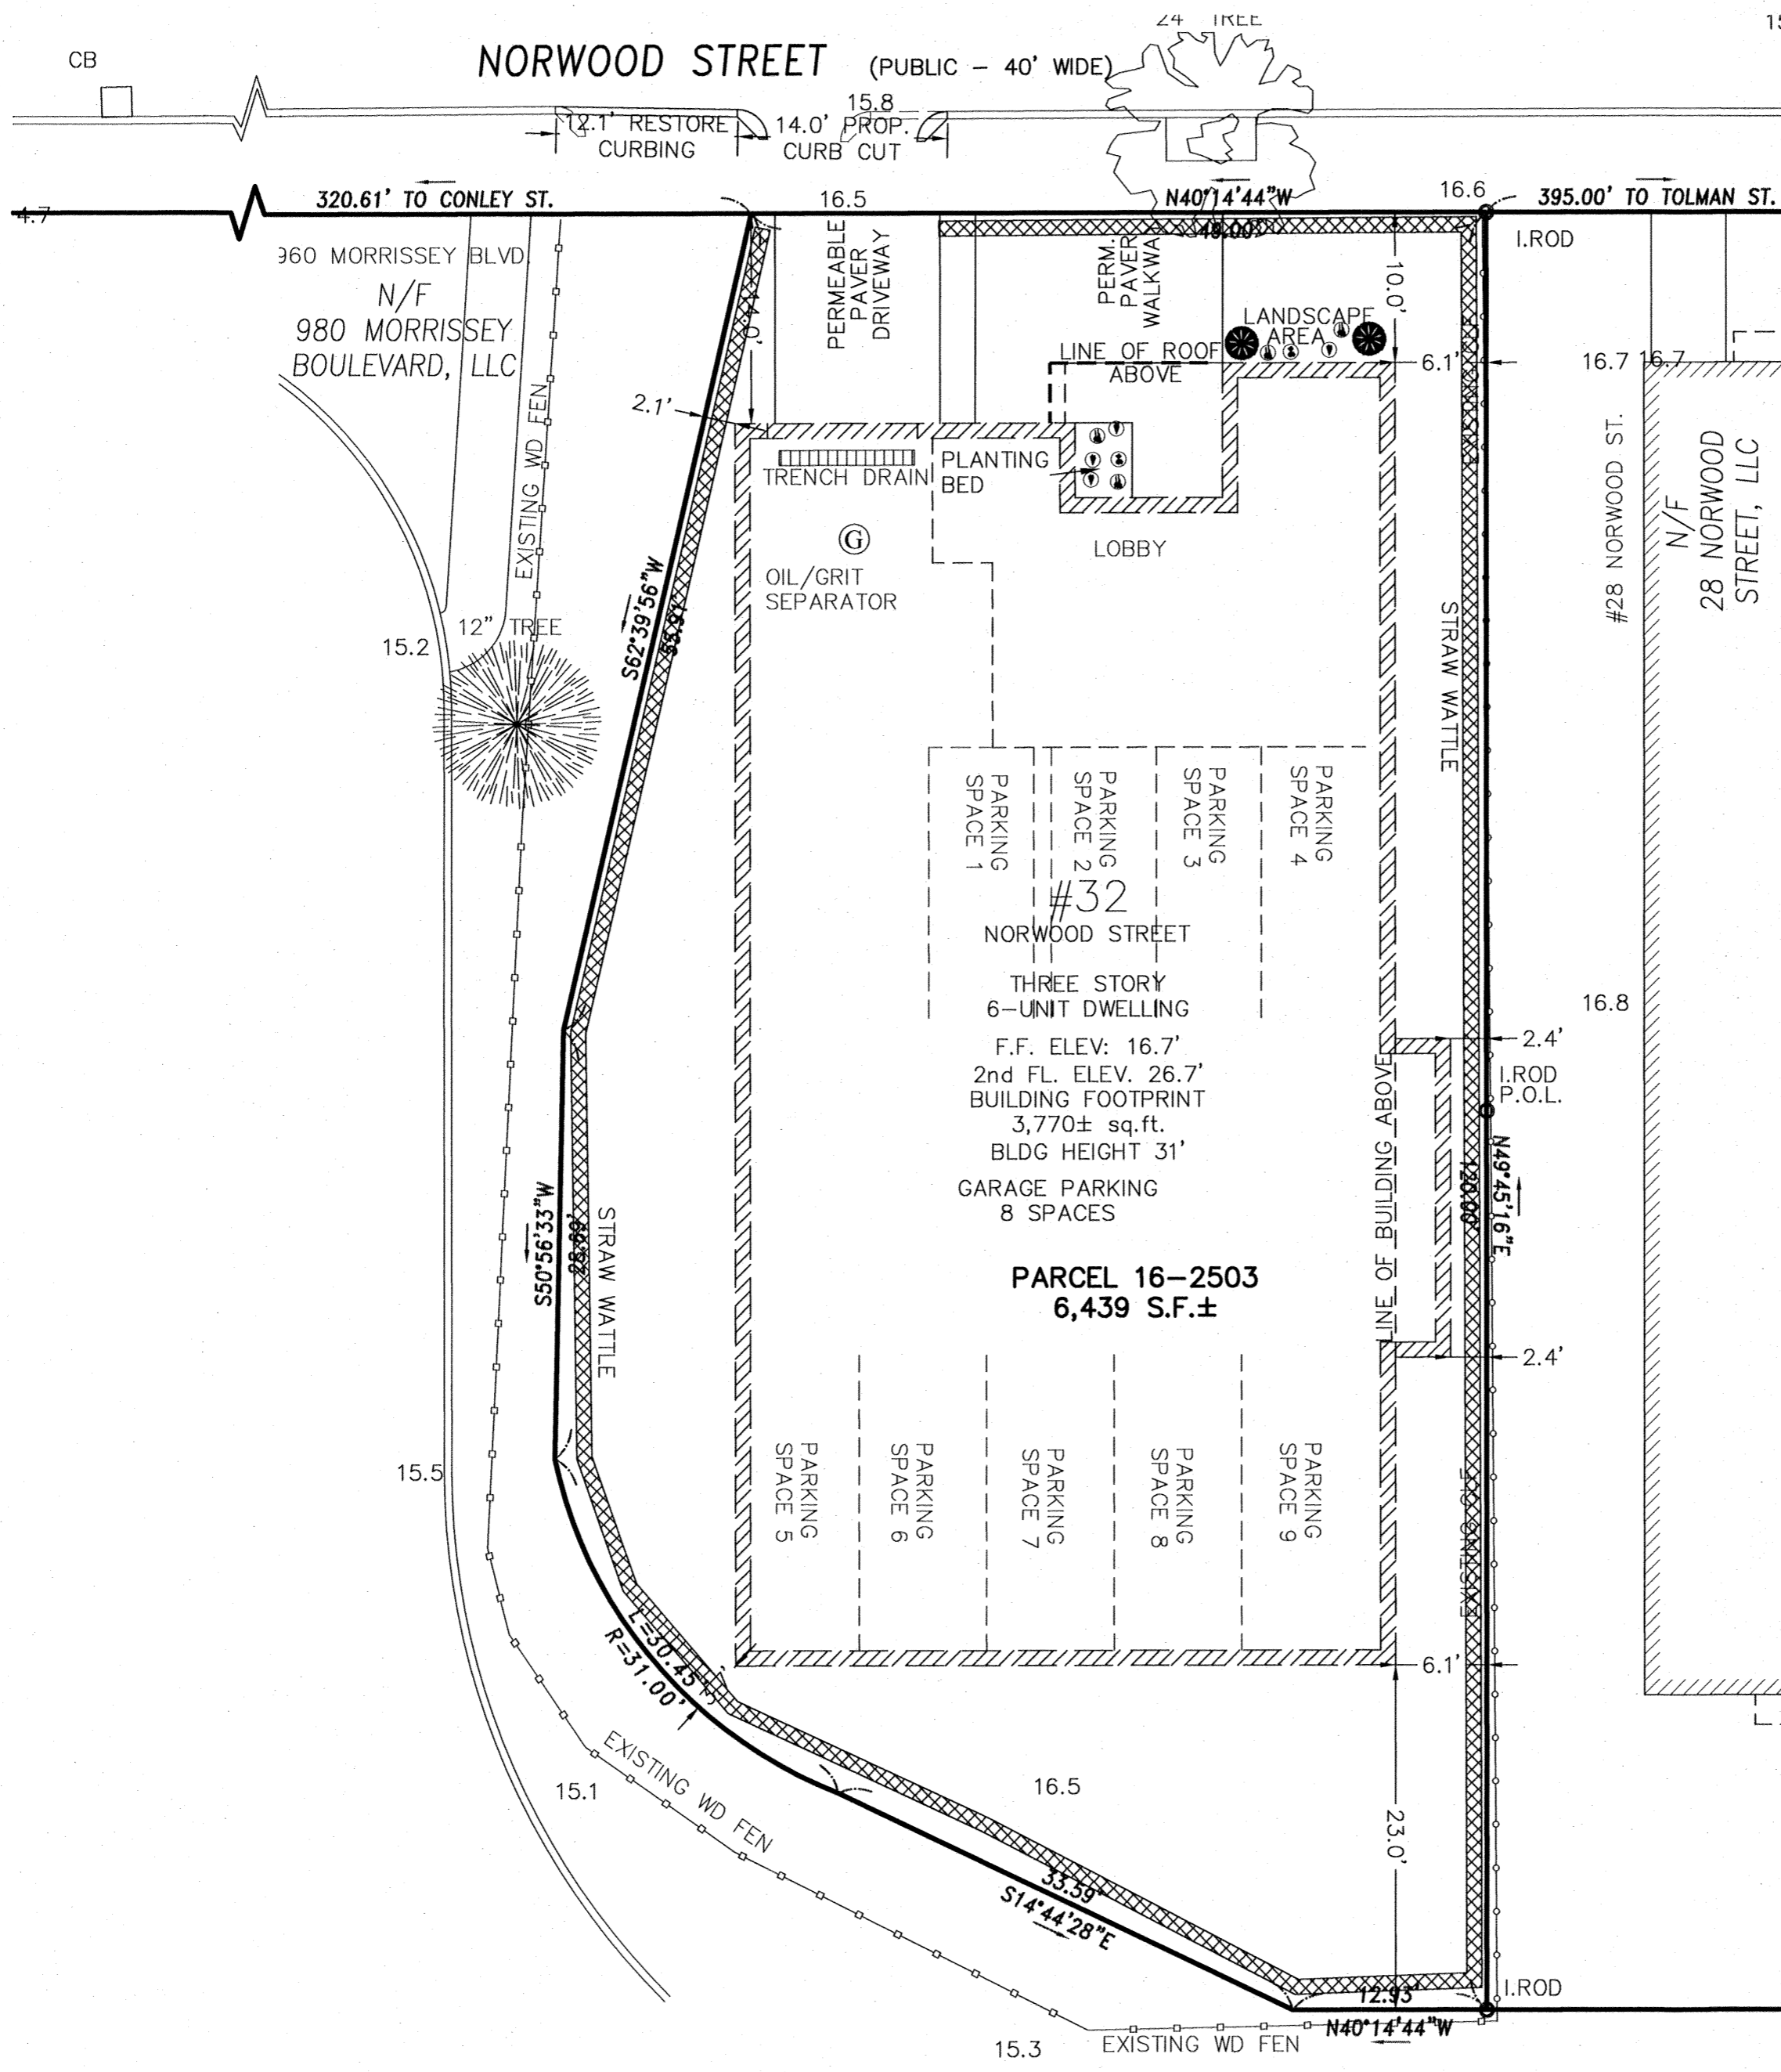 24" TREE
15
CB
NORWOOD STREET (PUBLIC - 40' WIDE)
15.8
12.1' RESTORE
CURBING
14.0' PROP.
CURB CUT
320.61' TO CONLEY ST.
16.5
N40°14'44"W
48.00'
16.6
395.00' TO TOLMAN ST.
4.7
I.ROD
960 MORRISSEY BLVD.
N/F
980 MORRISSEY
BOULEVARD, LLC
PERMEABLE
PAVER
DRIVEWAY
PERM.
PAVER
WALKWA
10.0'
14.0'
LANDSCAPE
AREA
LINE OF ROOF
ABOVE
6.1'
16.7
16.7
2.1'
EXISTING WD FEN
TRENCH DRAIN
PLANTING
BED
#28 NORWOOD ST.
N/F
28 NORWOOD
STREET, LLC
G
OIL/GRIT
SEPARATOR
LOBBY
S62°39'56"W
55.91'
12" TREE
15.2
STRAW WATTLE
PARKING
SPACE 1
PARKING
SPACE 2
PARKING
SPACE 3
PARKING
SPACE 4
#32
NORWOOD STREET
THREE STORY
6-UNIT DWELLING
F.F. ELEV: 16.7'
2nd FL. ELEV. 26.7'
BUILDING FOOTPRINT
3,770± sq.ft.
BLDG HEIGHT 31'
GARAGE PARKING
8 SPACES
PARCEL 16-2503
6,439 S.F.±
16.8
2.4'
I.ROD
P.O.L.
LINE OF BUILDING ABOVE
N49°45'16"E
120.00'
2.4'
S50°56'33"W
28.69'
STRAW WATTLE
15.5
PARKING
SPACE 5
PARKING
SPACE 6
PARKING
SPACE 7
PARKING
SPACE 8
PARKING
SPACE 9
EXISTING
L=30.45'
R=31.00'
6.1'
EXISTING WD FEN
15.1
16.5
23.0'
33.59'
S14°44'28"E
12.93'
N40°14'44"W
I.ROD
15.3
EXISTING WD FEN